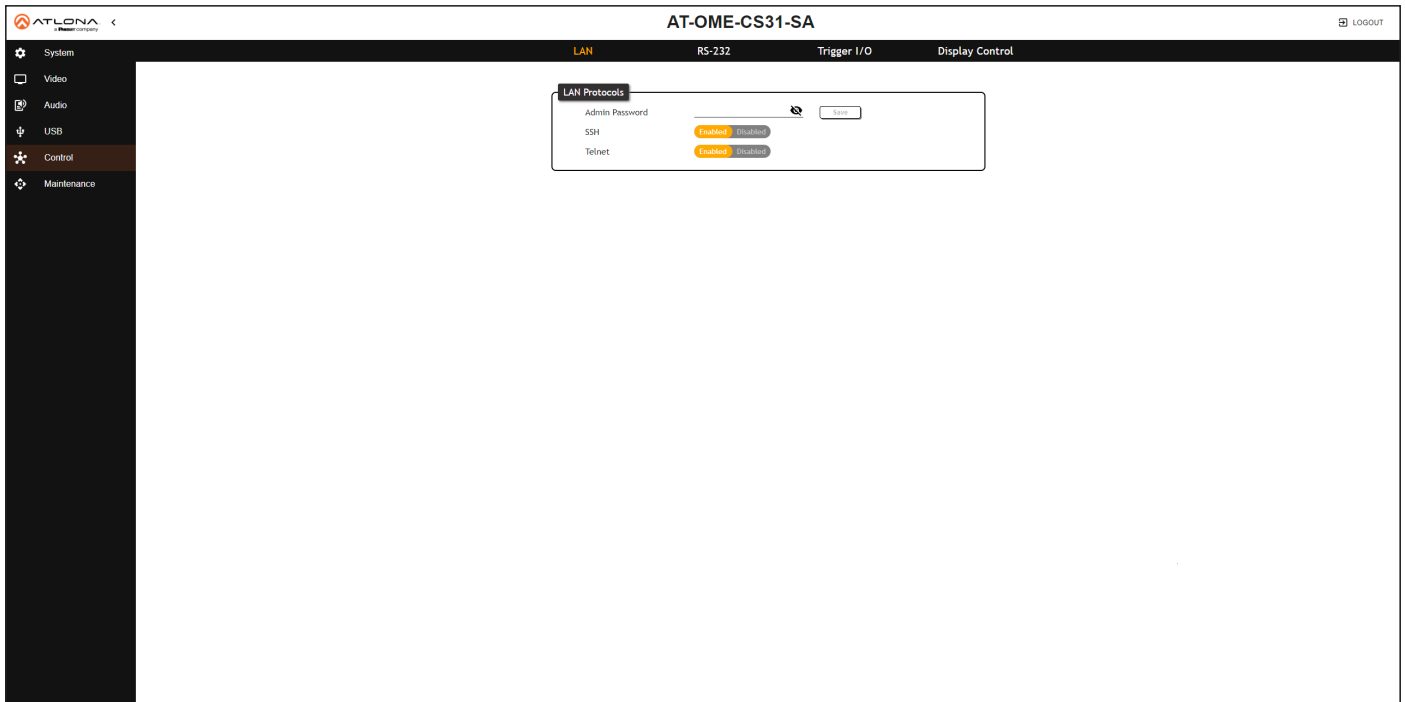 ATLONA
a Panduit company
AT-OME-CS31-SA
LOGOUT
System
Video
Audio
USB
Control
Maintenance
LAN
RS-232
Trigger I/O
Display Control
LAN Protocols
Admin Password
Save
SSH
Enabled Disabled
Telnet
Enabled Disabled